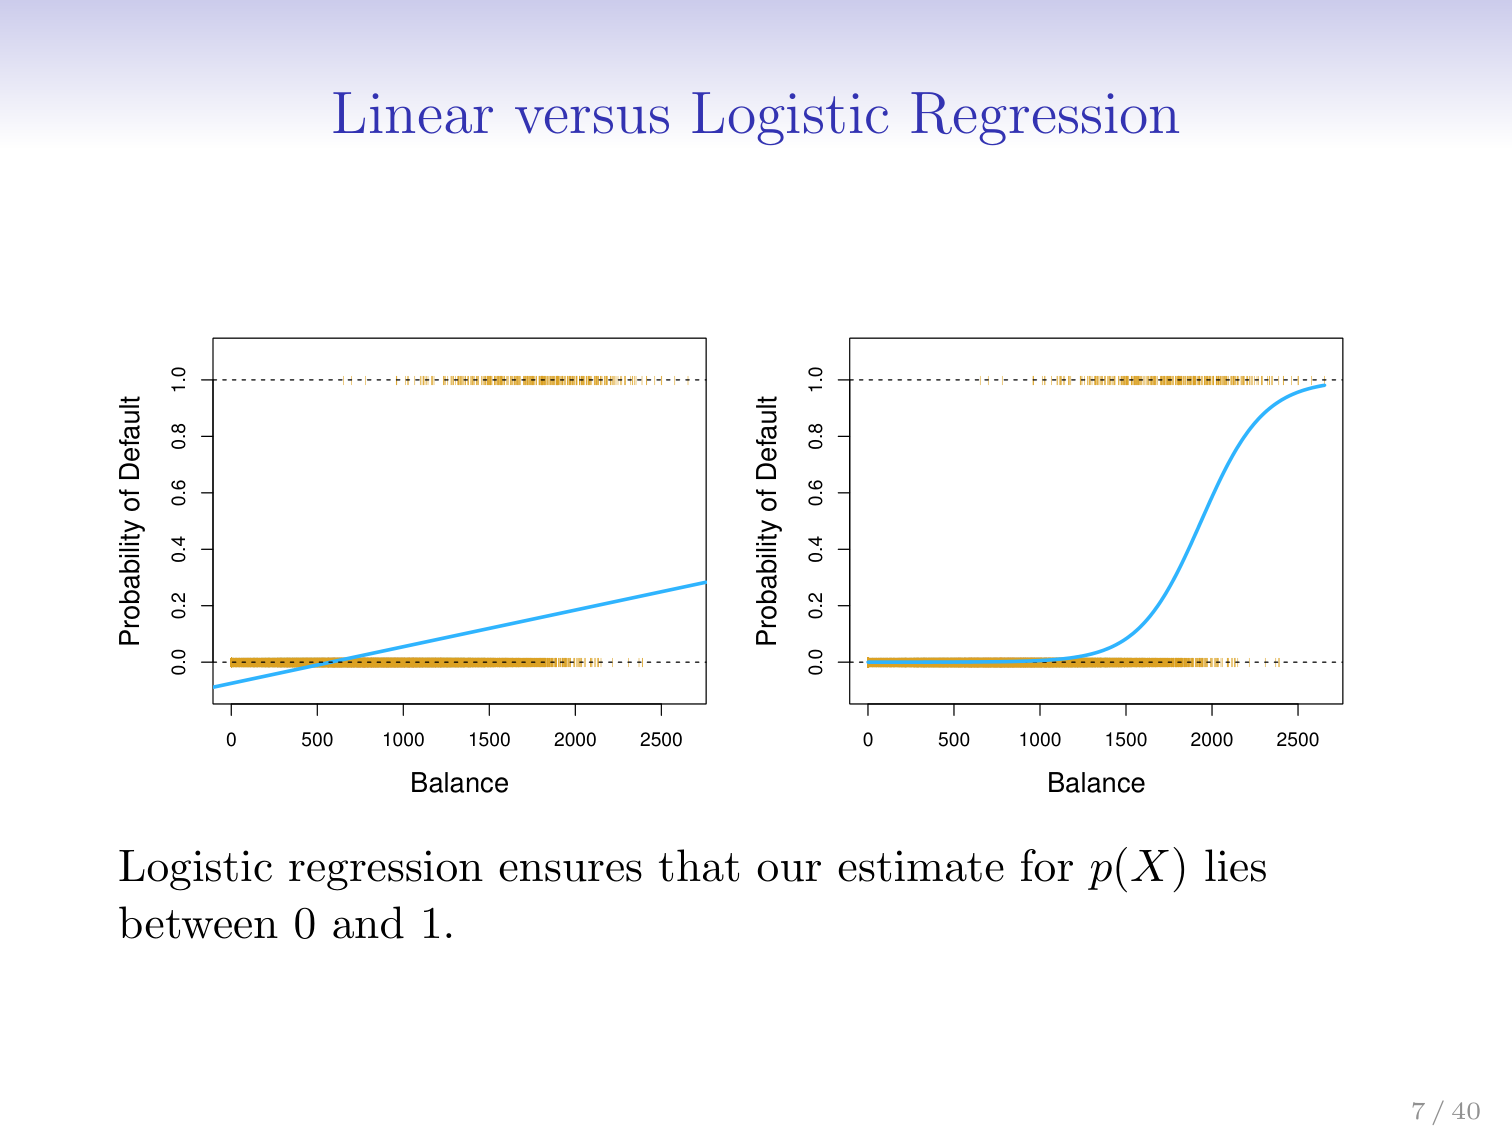 Linear versus Logistic Regression
Probability of Default
1.0
0.8
0.6
0.4
0.2
0.0
0 500 1000 1500 2000 2500
Balance
Probability of Default
1.0
0.8
0.6
0.4
0.2
0.0
0 500 1000 1500 2000 2500
Balance
Logistic regression ensures that our estimate for p(X) lies
between 0 and 1.
7 / 40